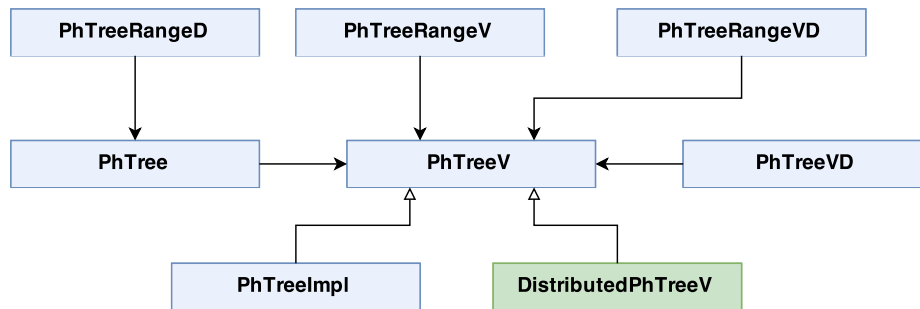 PhTreeRangeD
PhTreeRangeV
PhTreeRangeVD
PhTree
PhTreeV
PhTreeVD
PhTreeImpl
DistributedPhTreeV